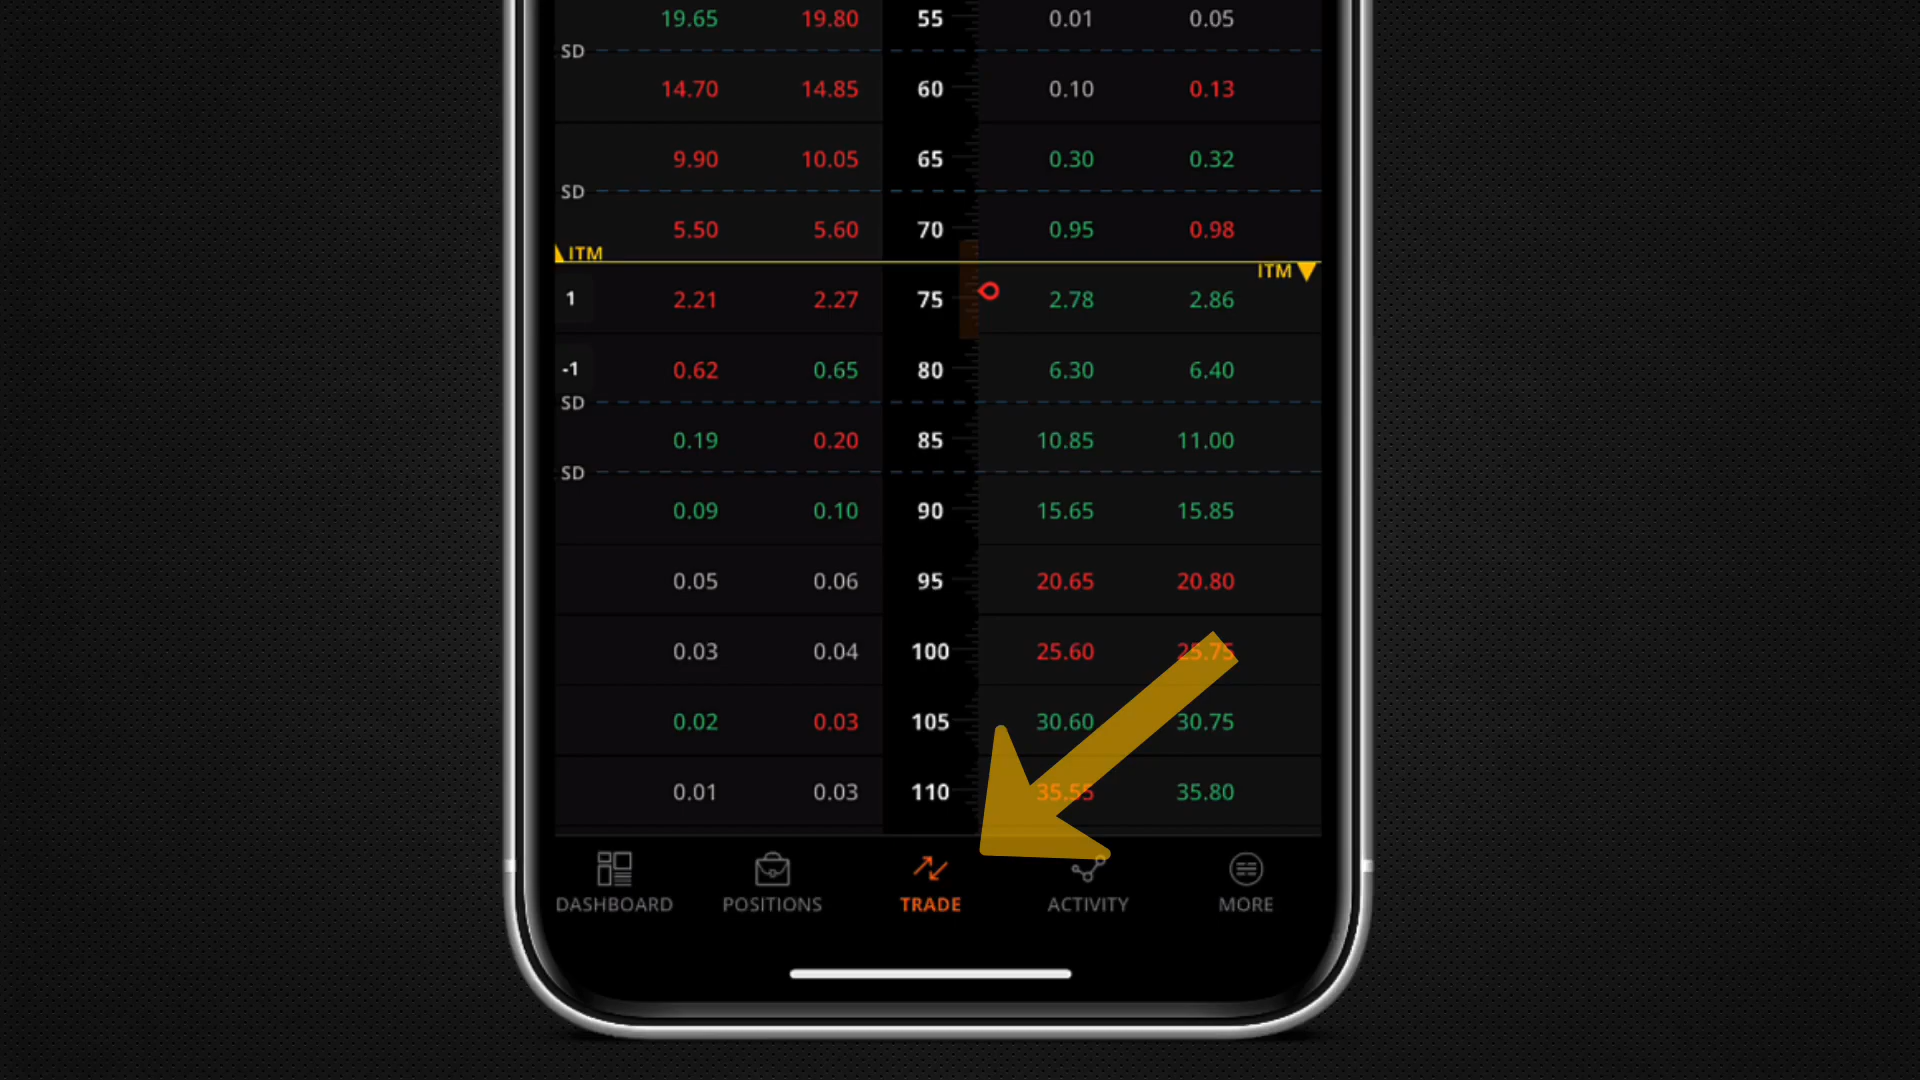 19.65 19.80 55 0.01 0.05
SD
14.70 14.85 60 0.10 0.13
9.90 10.05 65 0.30 0.32
SD
5.50 5.60 70 0.95 0.98
ITM
ITM
1 2.21 2.27 75 2.78 2.86
-1 0.62 0.65 80 6.30 6.40
SD
0.19 0.20 85 10.85 11.00
SD
0.09 0.10 90 15.65 15.85
0.05 0.06 95 20.65 20.80
0.03 0.04 100 25.60 25.75
0.02 0.03 105 30.60 30.75
0.01 0.03 110 35.55 35.80
DASHBOARD POSITIONS TRADE ACTIVITY MORE